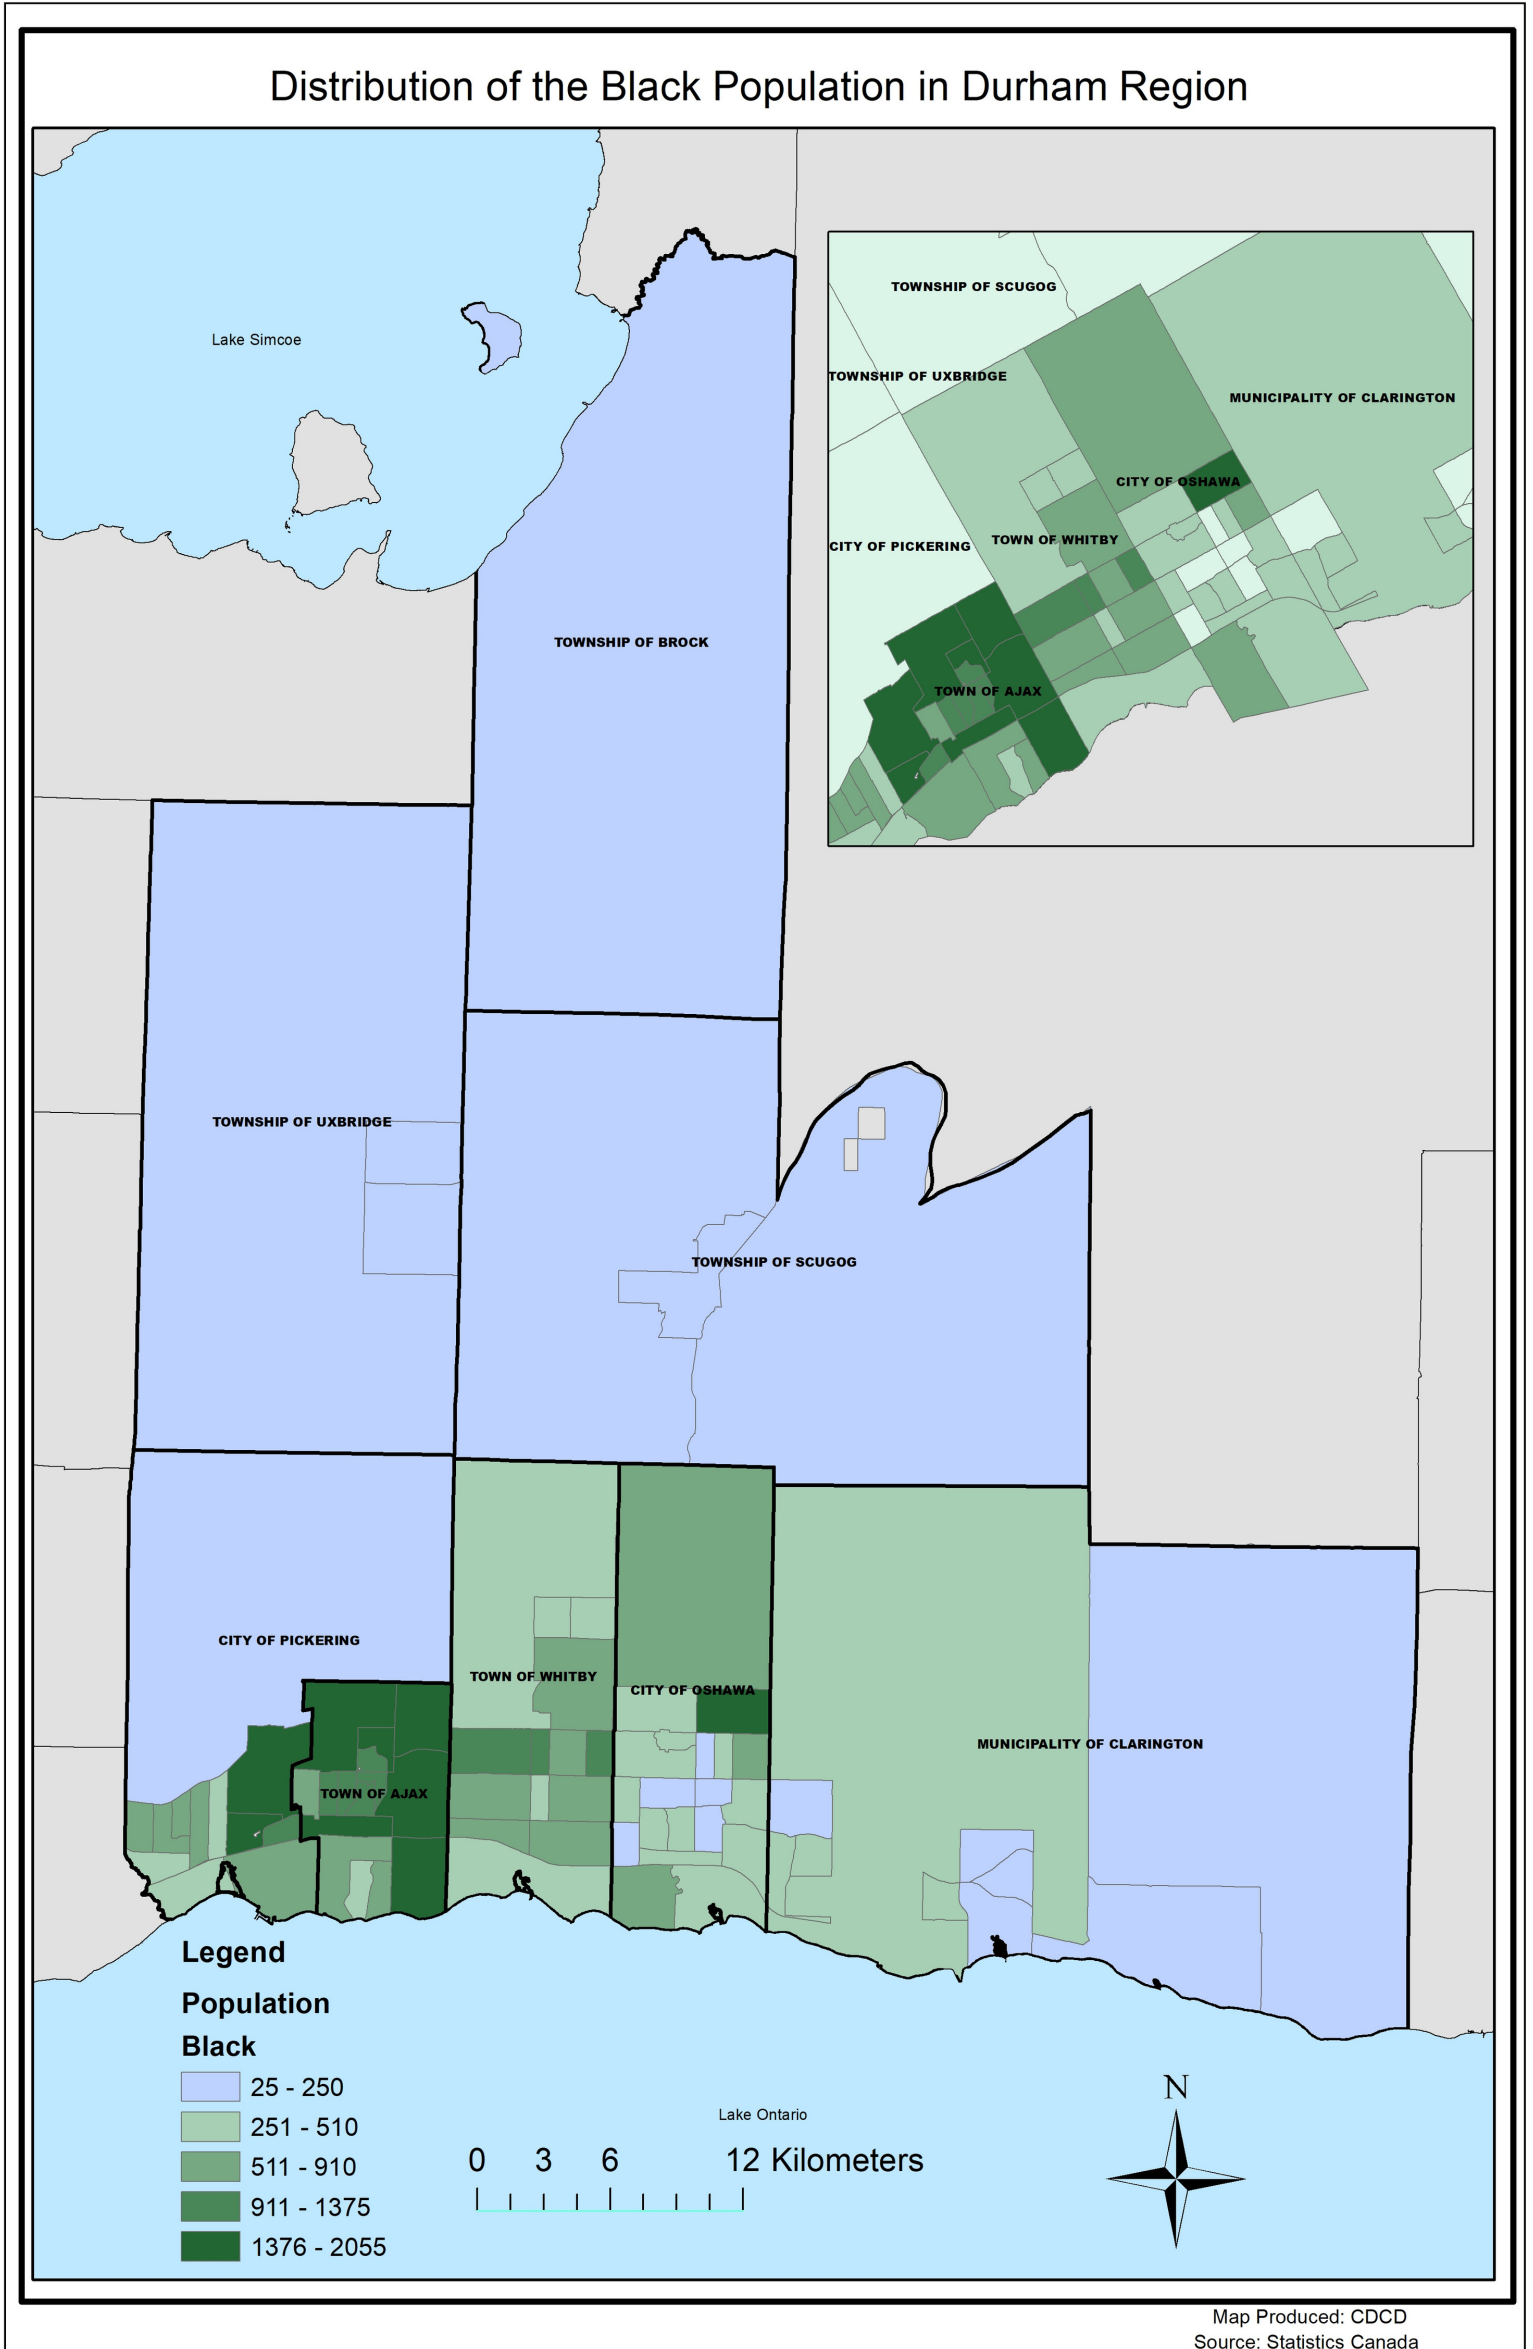 Distribution of the Black Population in Durham Region
Lake Simcoe
TOWNSHIP OF SCUGOG
TOWNSHIP OF UXBRIDGE
MUNICIPALITY OF CLARINGTON
CITY OF OSHAWA
TOWN OF WHITBY
CITY OF PICKERING
TOWN OF AJAX
TOWNSHIP OF BROCK
TOWNSHIP OF UXBRIDGE
TOWNSHIP OF SCUGOG
CITY OF PICKERING
TOWN OF WHITBY
CITY OF OSHAWA
MUNICIPALITY OF CLARINGTON
TOWN OF AJAX
Legend
Population
Black
25 - 250
251 - 510
511 - 910
911 - 1375
1376 - 2055
Lake Ontario
0 3 6 12 Kilometers
N
Map Produced: CDCD
Source: Statistics Canada